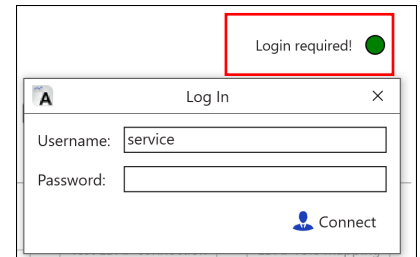 Login required!
A
Log In
Username: service
Password:
Connect